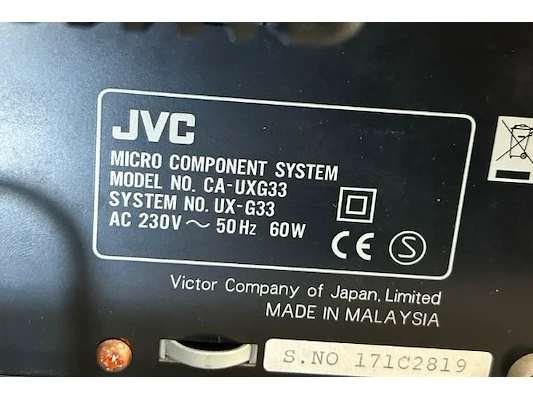 JVC
MICRO COMPONENT SYSTEM
MODEL NO. CA-UXG33
SYSTEM NO. UX-G33
AC 230V ～ 50Hz 60W
CE S
Victor Company of Japan, Limited
MADE IN MALAYSIA
S.NO 171C2819